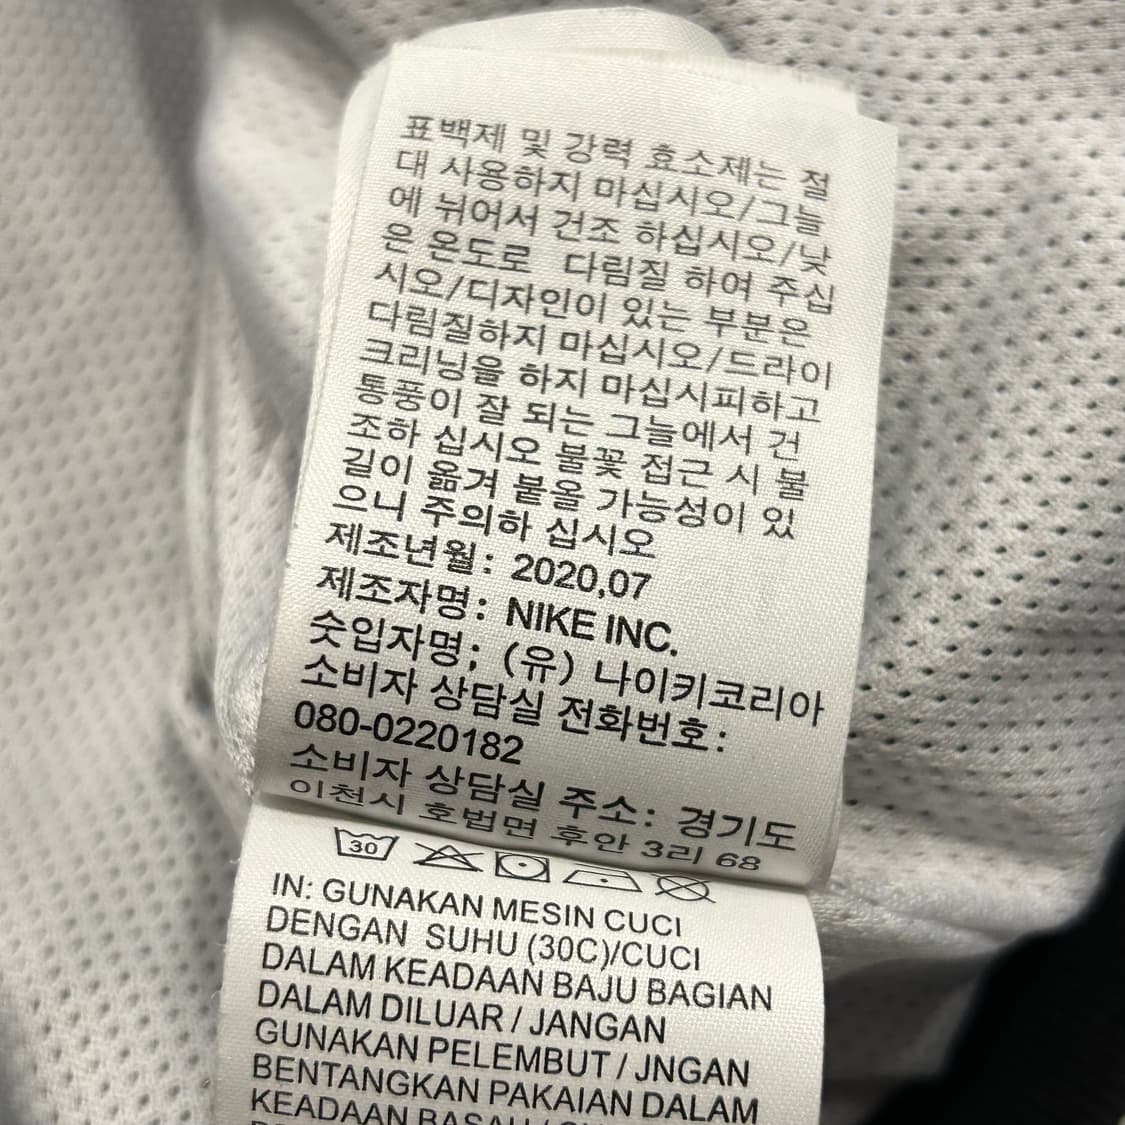 표백제 및 강력 효소제는 절
대 사용하지 마십시오/그늘
에 뉘어서 건조 하십시오/낮
은 온도로 다림질 하여 주십
시오/디자인이 있는 부분은
다림질하지 마십시오/드라이
크리닝을 하지 마십시피하고
통풍이 잘 되는 그늘에서 건
조하 십시오 불꽃 접근 시 불
길이 옮겨 붙을 가능성이 있
으니 주의하 십시오
제조년월: 2020,07
제조자명: NIKE INC.
숫입자명; (유) 나이키코리아
소비자 상담실 전화번호:
080-0220182
소비자 상담실 주소: 경기도
이천시 호법면 후안 3리 68
30
IN: GUNAKAN MESIN CUCI
DENGAN SUHU (30C)/CUCI
DALAM KEADAAN BAJU BAGIAN
DALAM DILUAR / JANGAN
GUNAKAN PELEMBUT / JNGAN
BENTANGKAN PAKAIAN DALAM
KEADAAN BASAH /